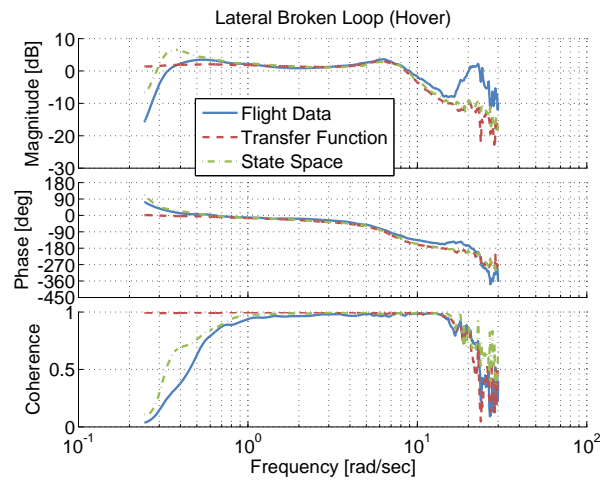 Lateral Broken Loop (Hover)
Magnitude [dB]
10
0
-10
-20
-30
Flight Data
Transfer Function
State Space
Phase [deg]
180
90
0
-90
-180
-270
-360
-450
Coherence
1
0.5
0
10^-1
10^0
10^1
10^2
Frequency [rad/sec]